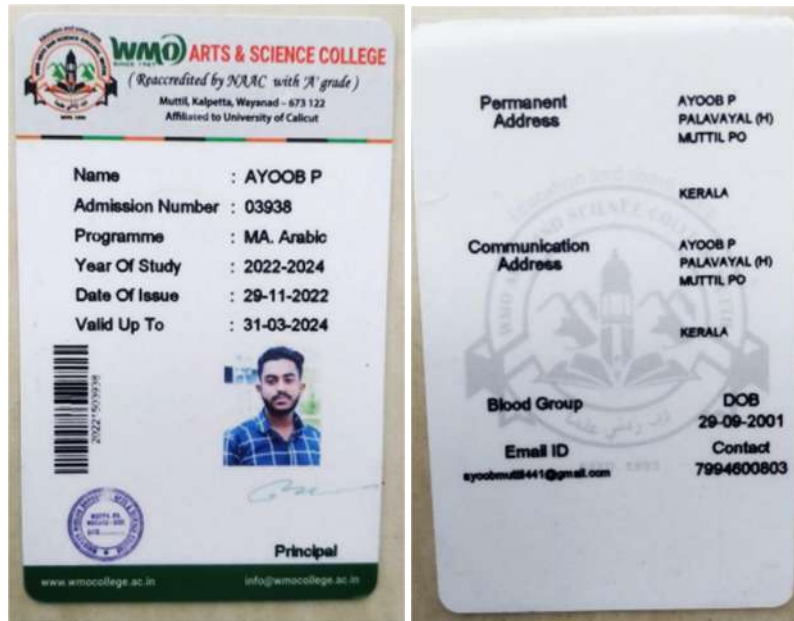 WMO ARTS & SCIENCE COLLEGE
SINCE 1981
( Reaccredited by NAAC with 'A' grade )
Muttil, Kalpetta, Wayanad – 673 122
Affiliated to University of Calicut
Name : AYOOB P
Admission Number : 03938
Programme : MA. Arabic
Year Of Study : 2022-2024
Date Of Issue : 29-11-2022
Valid Up To : 31-03-2024
Principal
www.wmocollege.ac.in info@wmocollege.ac.in
Permanent Address
AYOOB P
PALAVAYAL (H)
MUTTIL PO
KERALA
Communication Address
AYOOB P
PALAVAYAL (H)
MUTTIL PO
KERALA
Blood Group
DOB
29-09-2001
Email ID
Contact
7994600803